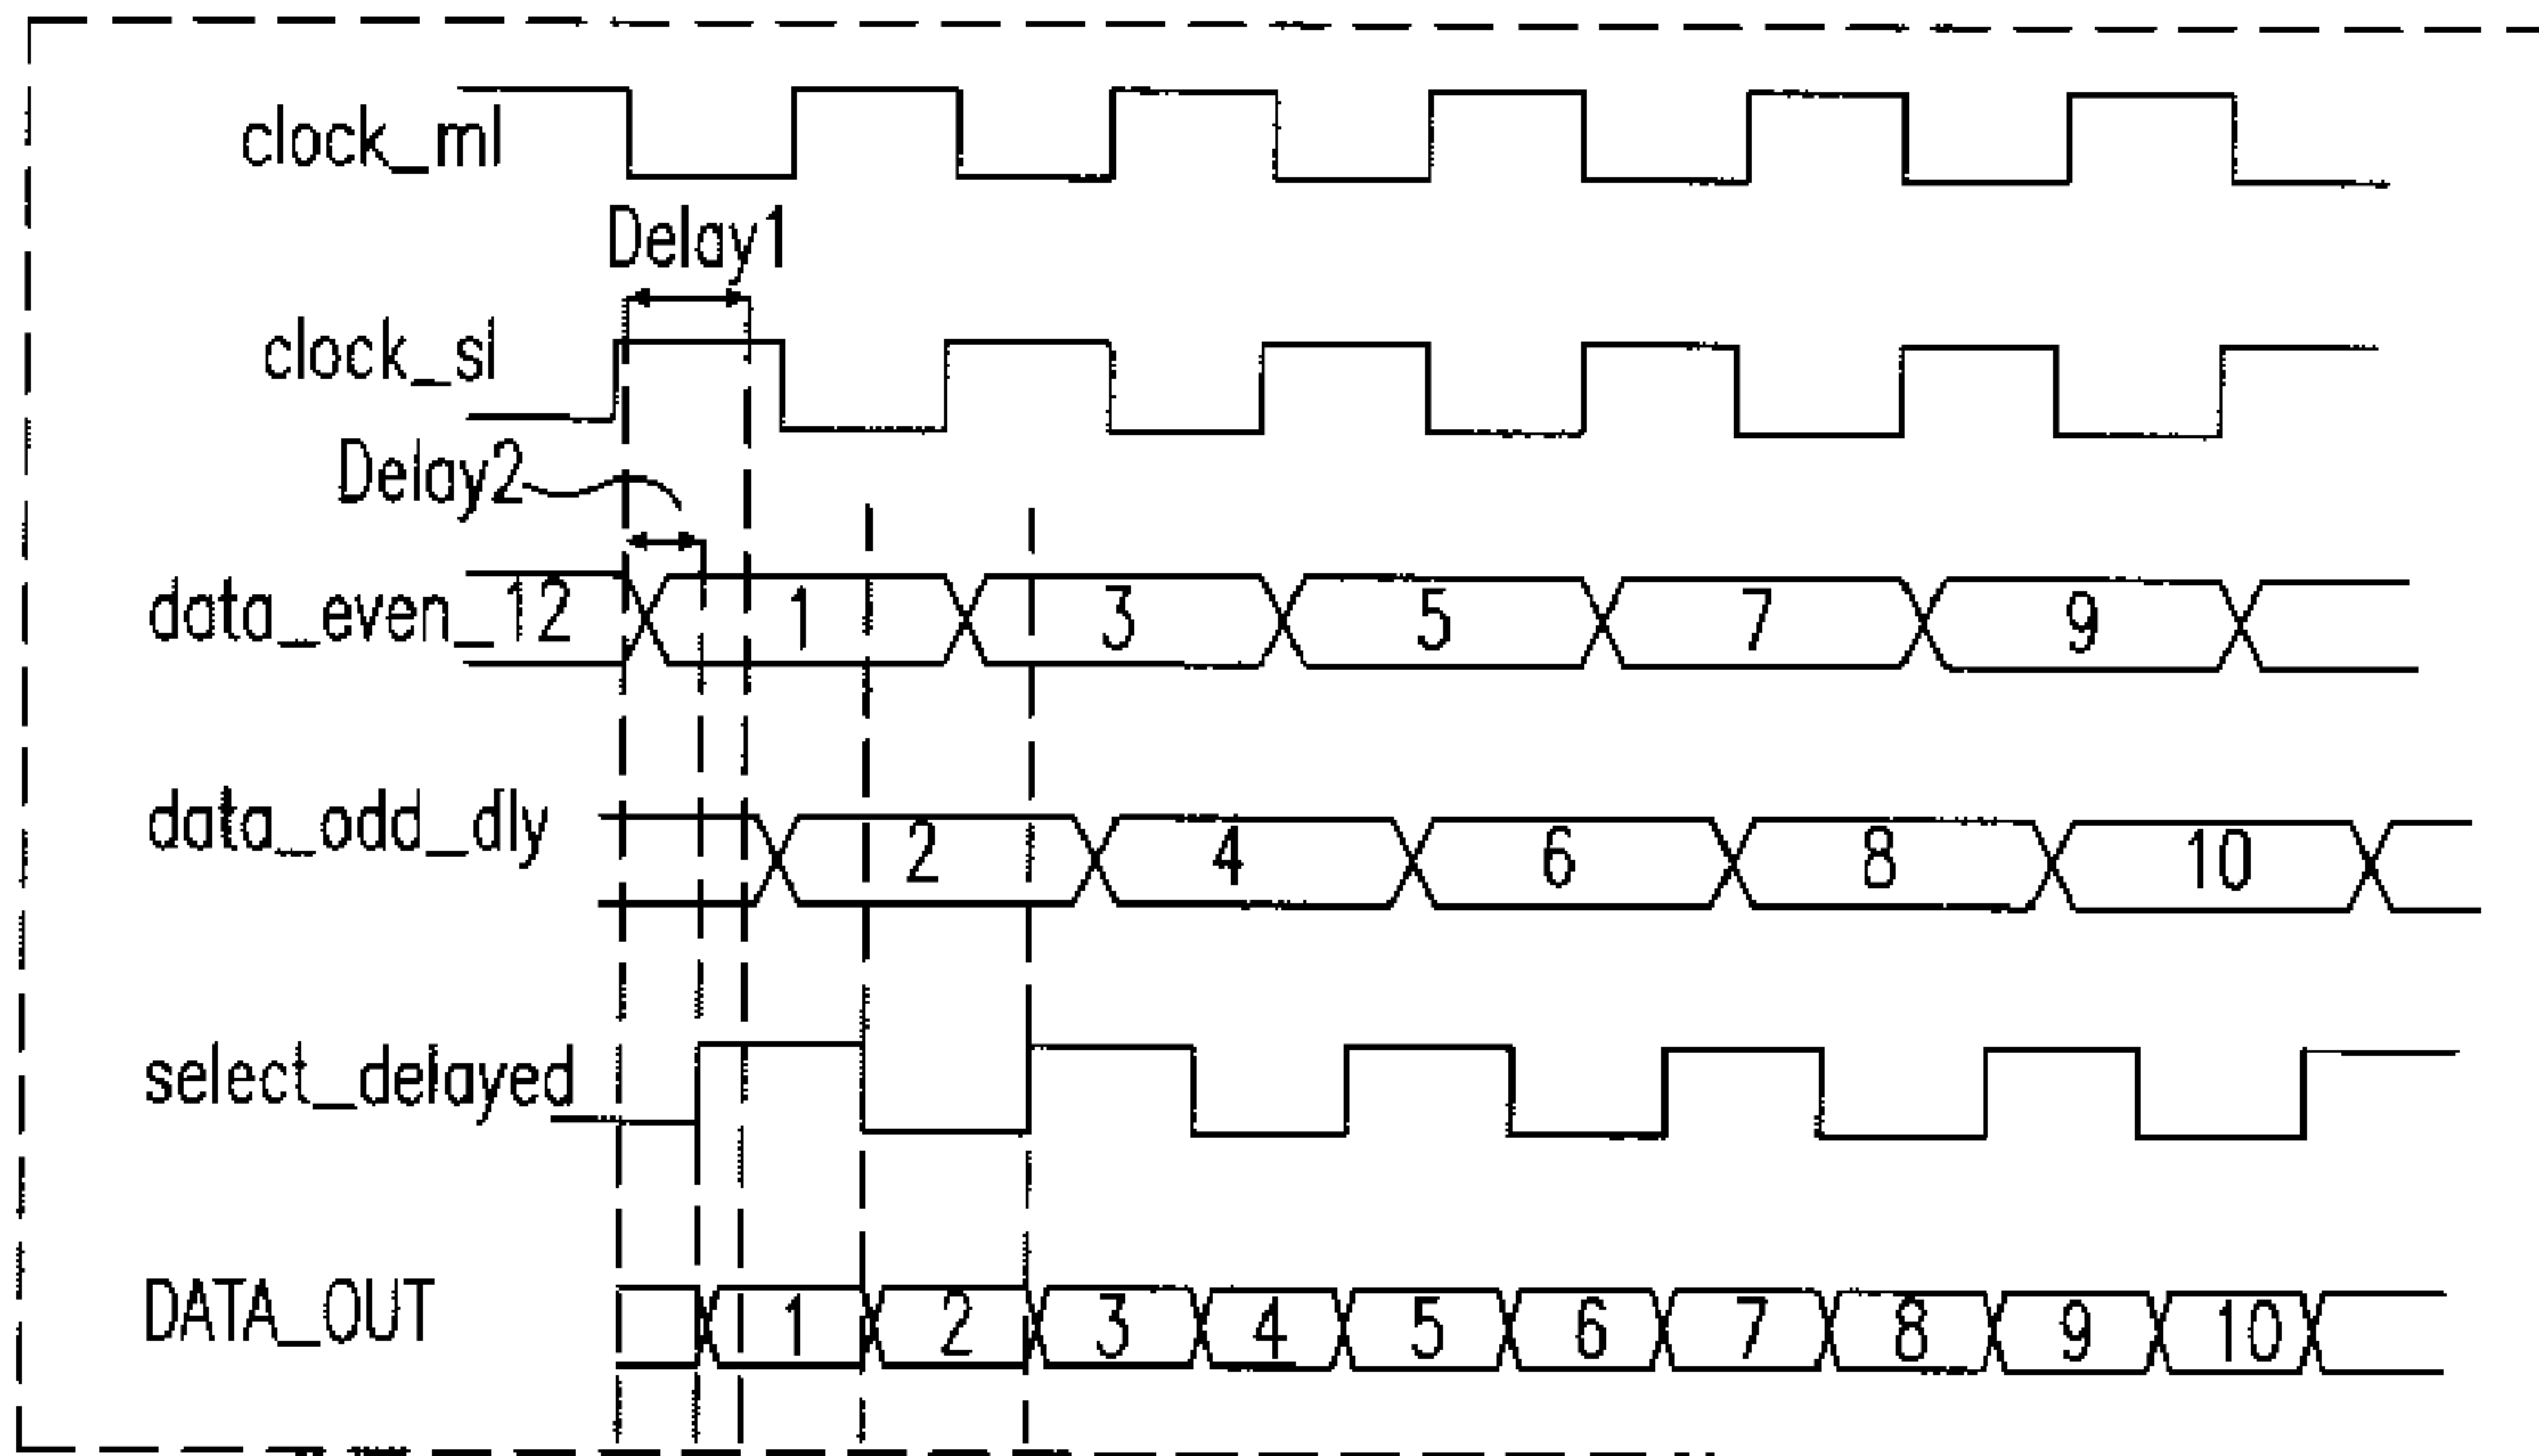 clock_ml
Delay1
clock_sl
Delay2
data_even_12 1 3 5 7 9
data_odd_dly 2 4 6 8 10
select_delayed
DATA_OUT 1 2 3 4 5 6 7 8 9 10